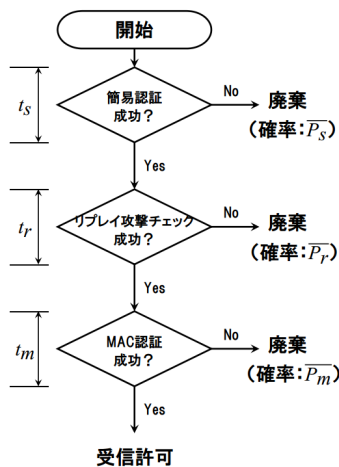 開始
t_s
簡易認証
成功？
No
廃棄
（確率：\overline{P_s}）
Yes
t_r
リプレイ攻撃チェック
成功？
No
廃棄
（確率：\overline{P_r}）
Yes
t_m
MAC認証
成功？
No
廃棄
（確率：\overline{P_m}）
Yes
受信許可